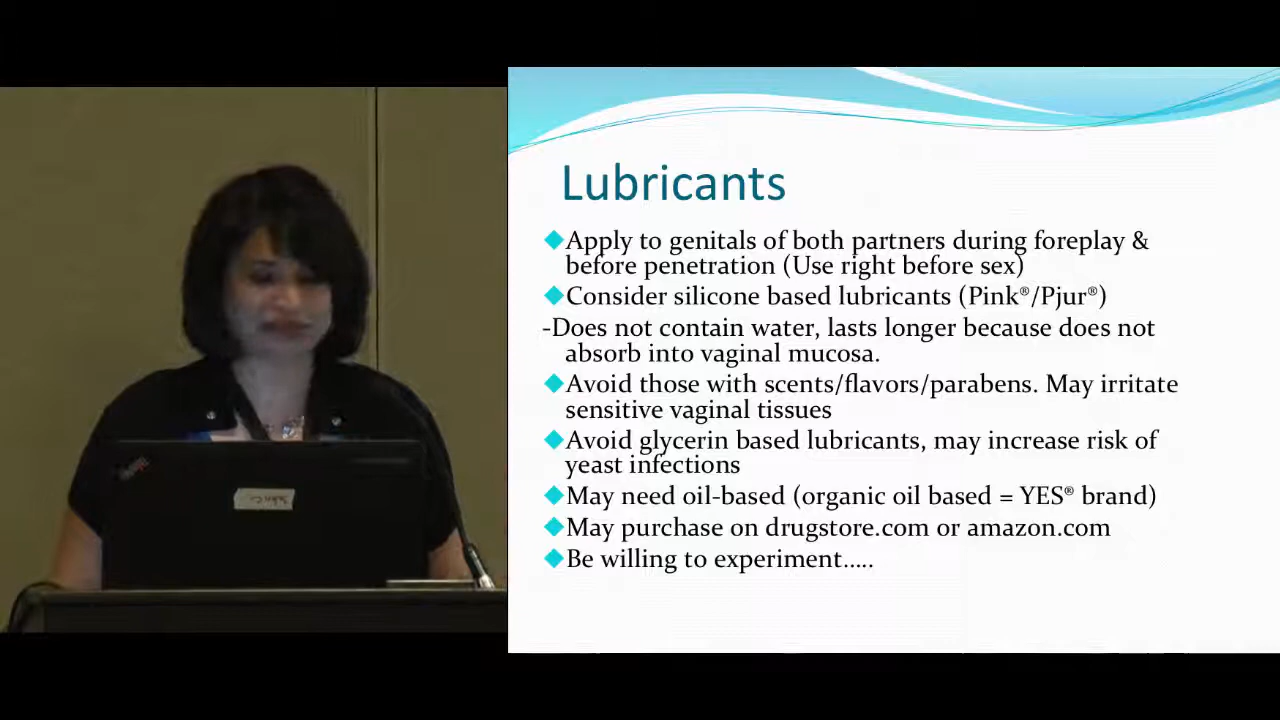 Lubricants
Apply to genitals of both partners during foreplay &
before penetration (Use right before sex)
Consider silicone based lubricants (Pink®/Pjur®)
-Does not contain water, lasts longer because does not
absorb into vaginal mucosa.
Avoid those with scents/flavors/parabens. May irritate
sensitive vaginal tissues
Avoid glycerin based lubricants, may increase risk of
yeast infections
May need oil-based (organic oil based = YES® brand)
May purchase on drugstore.com or amazon.com
Be willing to experiment.....